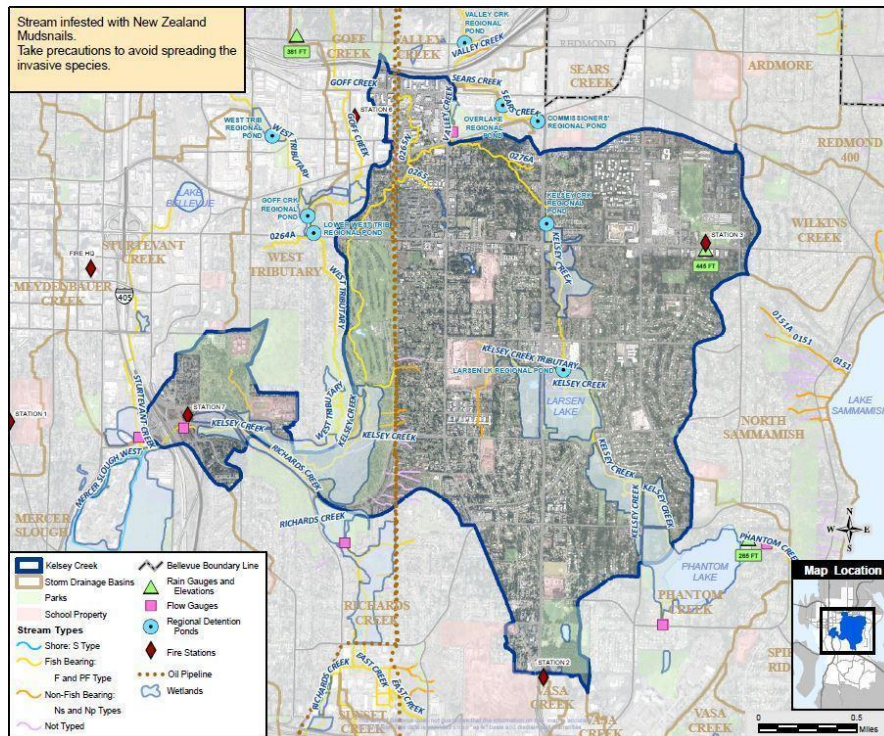 Stream infested with New Zealand
Mudsnails.
Take precautions to avoid spreading the
invasive species.
381 FT
GOFF
CREEK
VALLEY
CREEK
VALLEY CRK
REGIONAL
POND
VALLEY CREEK
REDMOND
SEARS
CREEK
ARDMORE
SEARS CREEK
SEARS CREEK
COMMISSIONERS'
REGIONAL POND
OVERLAKE
REGIONAL
POND
VALLEY CREEK
STATION 6
GOFF CREEK
WEST TRIB
REGIONAL
POND
WEST
TRIBUTARY
0265N
0265
0276A
REDMOND
400
LAKE
BELLEVUE
GOFF CRK
REGIONAL
POND
LOWER WEST TRIB
REGIONAL POND
0264A
KELSEY CRK
REGIONAL
POND
KELSEY CREEK
STATION 3
445 FT
WILKINS
CREEK
STURTEVANT
CREEK
FIRE HQ
MEYDENBAUER
CREEK
405
WEST
TRIBUTARY
WEST TRIBUTARY
0151A
0151
0151
KELSEY CREEK TRIBUTARY
LARSEN LK REGIONAL POND
KELSEY CREEK
LARSEN
LAKE
LAKE
SAMMAMISH
NORTH
SAMMAMISH
STURTEVANT CREEK
STATION 1
STATION 7
KELSEY CREEK
WEST TRIBUTARY
KELSEY CREEK
KELSEY CREEK
RICHARDS CREEK
KELSEY CREEK
KELSEY CREEK
MERCER SLOUGH WEST
MERCER
SLOUGH
RICHARDS CREEK
PHANTOM CREEK
265 FT
PHANTOM
LAKE
PHANTOM
CREEK
N
W
E
S
RICHARDS
CREEK
STATION 2
VASA
CREEK
RICHARDS CREEK
EAST CREEK
EAST CREEK
SUNSET
CREEK
VASA
CREEK
VASA
CREEK
Kelsey Creek
Storm Drainage Basins
Parks
School Property
Stream Types
Shore: S Type
Fish Bearing:
F and PF Type
Non-Fish Bearing:
Ns and Np Types
Not Typed
Bellevue Boundary Line
Rain Gauges and
Elevations
Flow Gauges
Regional Detention
Ponds
Fire Stations
Oil Pipeline
Wetlands
Map Location
0
0.5
Miles